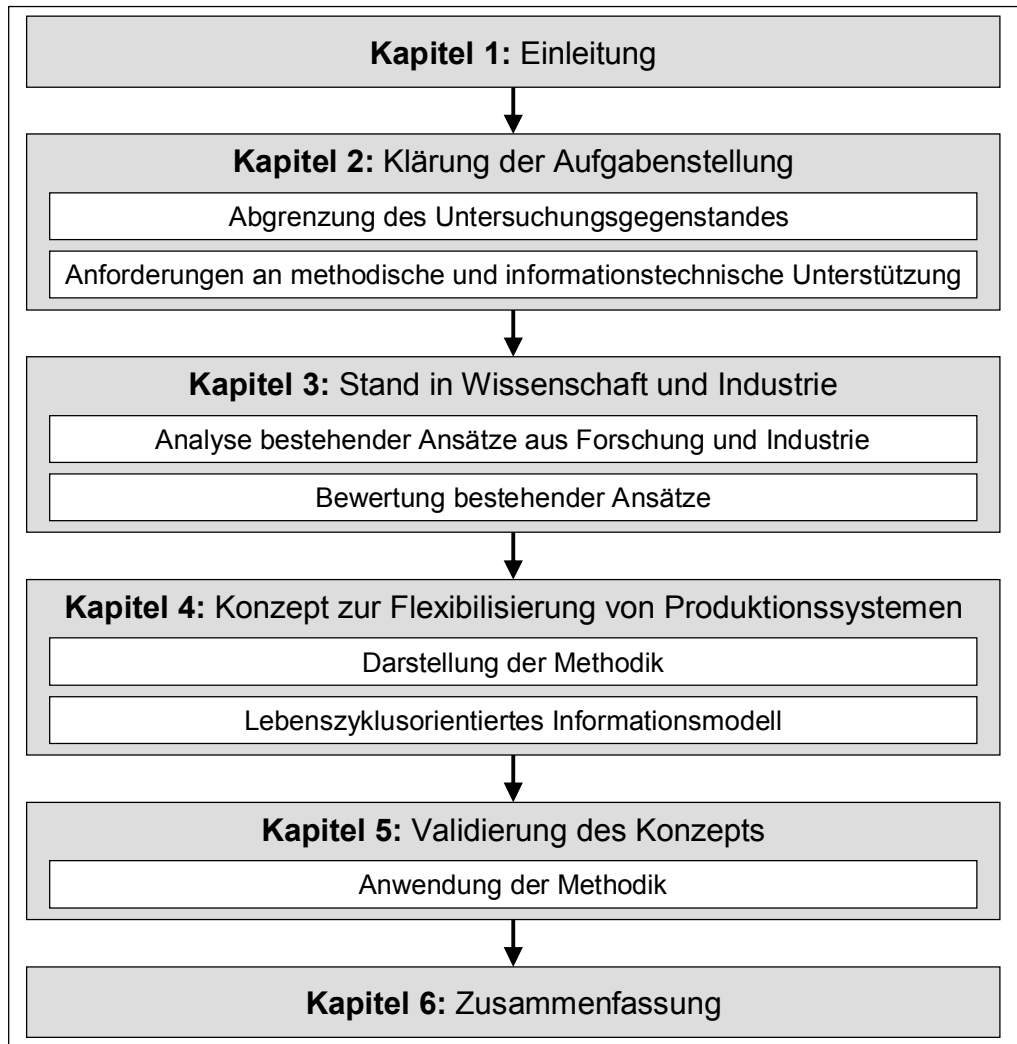 Kapitel 1: Einleitung
Kapitel 2: Klärung der Aufgabenstellung
Abgrenzung des Untersuchungsgegenstandes
Anforderungen an methodische und informationstechnische Unterstützung
Kapitel 3: Stand in Wissenschaft und Industrie
Analyse bestehender Ansätze aus Forschung und Industrie
Bewertung bestehender Ansätze
Kapitel 4: Konzept zur Flexibilisierung von Produktionssystemen
Darstellung der Methodik
Lebenszyklusorientiertes Informationsmodell
Kapitel 5: Validierung des Konzepts
Anwendung der Methodik
Kapitel 6: Zusammenfassung